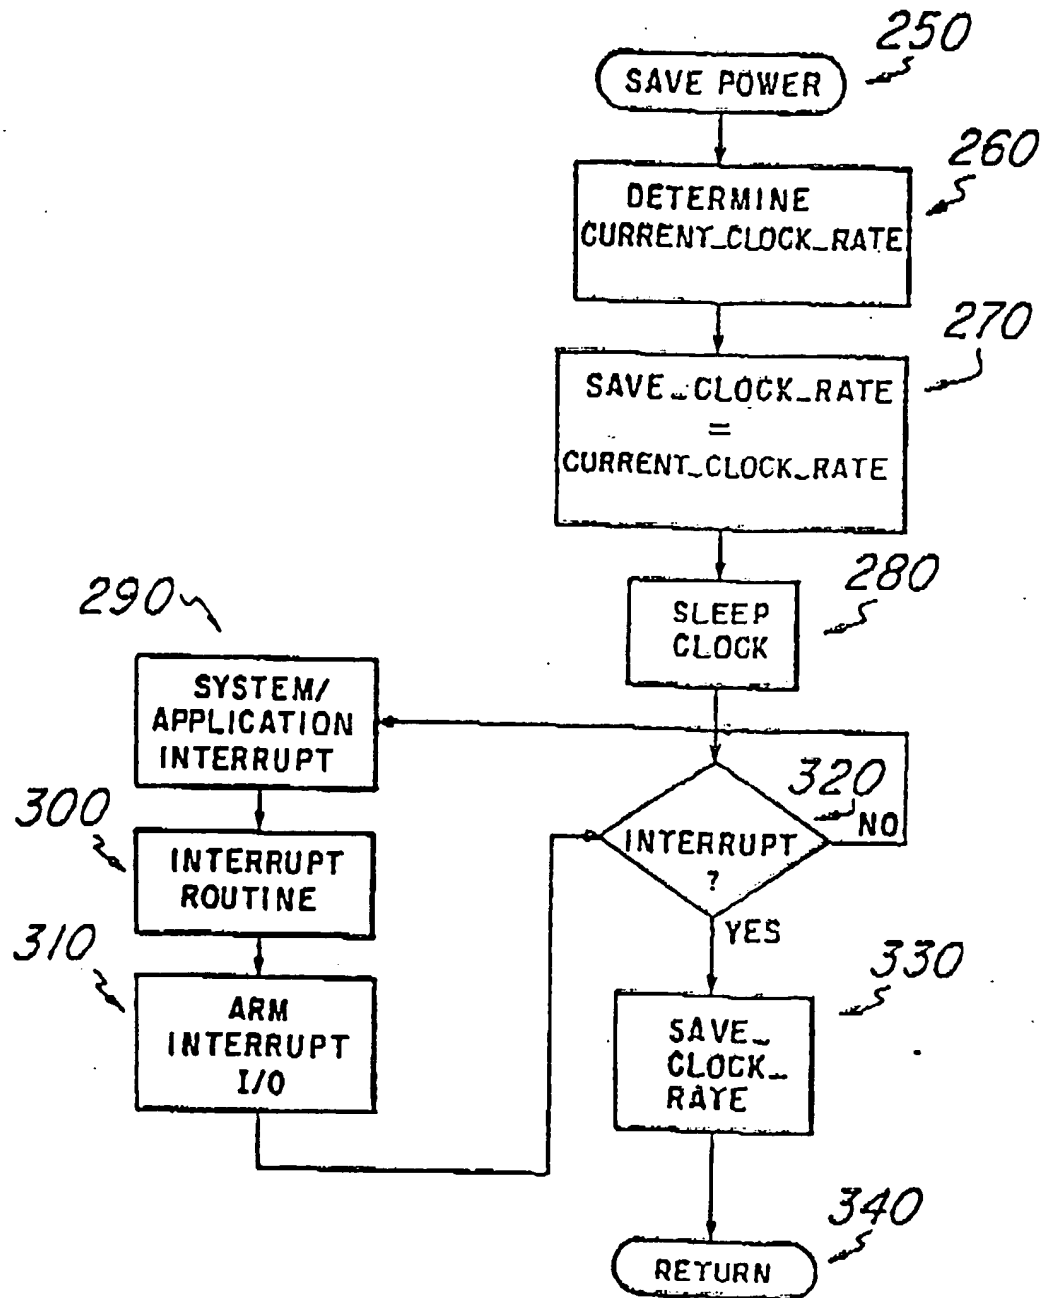 250
SAVE POWER
260
DETERMINE
CURRENT_CLOCK_RATE
270
SAVE_CLOCK_RATE
=
CURRENT_CLOCK_RATE
280
SLEEP
CLOCK
290
SYSTEM/
APPLICATION
INTERRUPT
300
INTERRUPT
ROUTINE
310
ARM
INTERRUPT
I/O
320
INTERRUPT
?
NO
YES
330
SAVE_
CLOCK_
RATE
340
RETURN